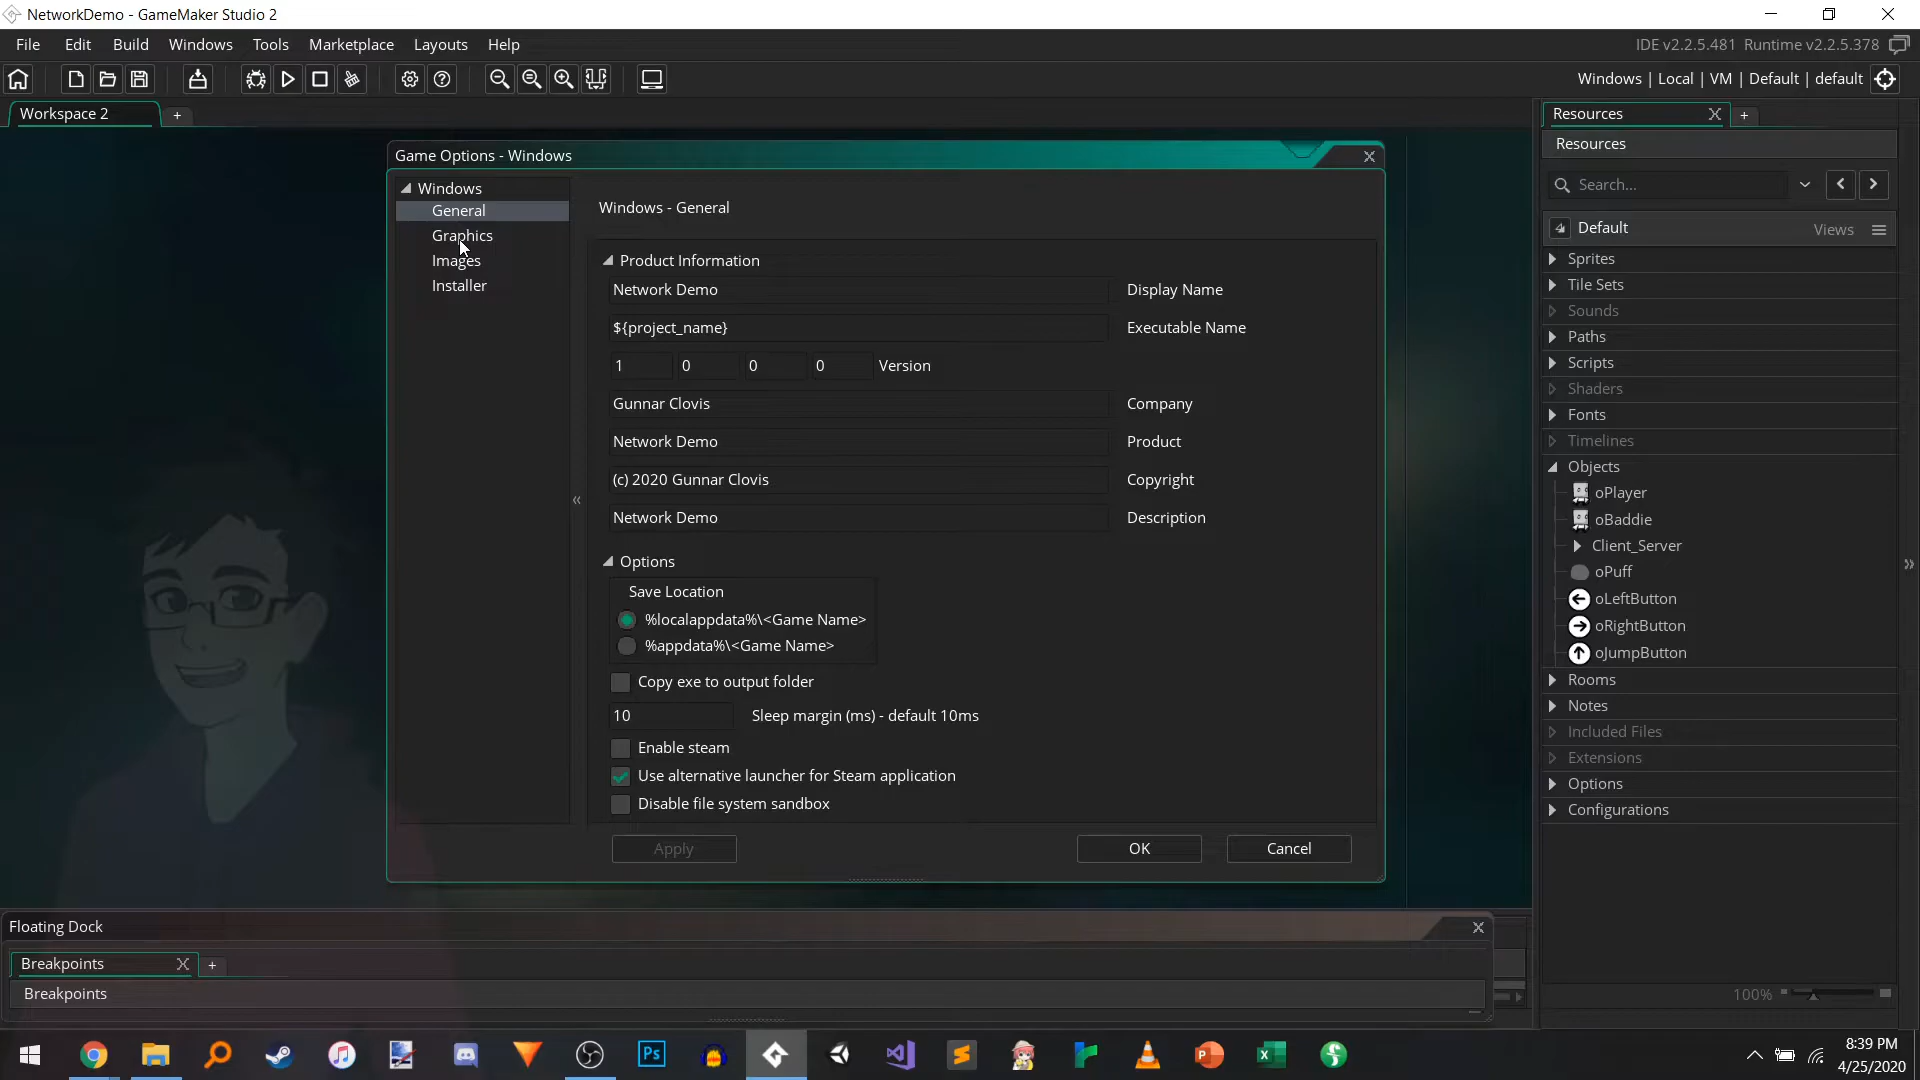 NetworkDemo - GameMaker Studio 2
File Edit Build Windows Tools Marketplace Layouts Help
IDE v2.2.5.481 Runtime v2.2.5.378
Windows | Local | VM | Default | default
Workspace 2
+
Game Options - Windows
Windows
General
Graphics
Images
Installer
Windows - General
Product Information
Network Demo Display Name
${project_name} Executable Name
1 0 0 0 Version
Gunnar Clovis Company
Network Demo Product
(c) 2020 Gunnar Clovis Copyright
Network Demo Description
Options
Save Location
%localappdata%\<Game Name>
%appdata%\<Game Name>
Copy exe to output folder
10 Sleep margin (ms) - default 10ms
Enable steam
Use alternative launcher for Steam application
Disable file system sandbox
Apply OK Cancel
Resources
+
Resources
Search...
Default Views
Sprites
Tile Sets
Sounds
Paths
Scripts
Shaders
Fonts
Timelines
Objects
oPlayer
oBaddie
Client_Server
oPuff
oLeftButton
oRightButton
oJumpButton
Rooms
Notes
Included Files
Extensions
Options
Configurations
100%
Floating Dock
Breakpoints
+
Breakpoints
Ps
8:39 PM
4/25/2020